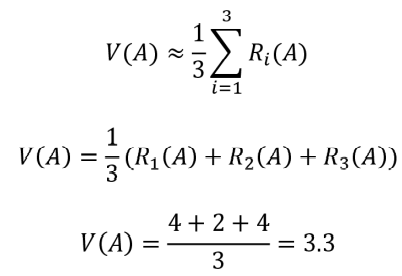 V(A) ≈ 1/3 ∑_{i=1}^{3} R_i(A)
V(A) = 1/3 (R_1(A) + R_2(A) + R_3(A))
V(A) = (4 + 2 + 4)/3 = 3.3